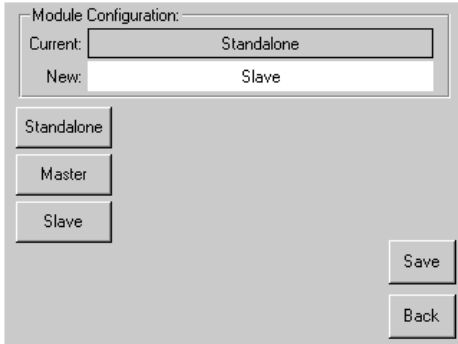 Module Configuration:
Current: Standalone
New: Slave
Standalone
Master
Slave
Save
Back